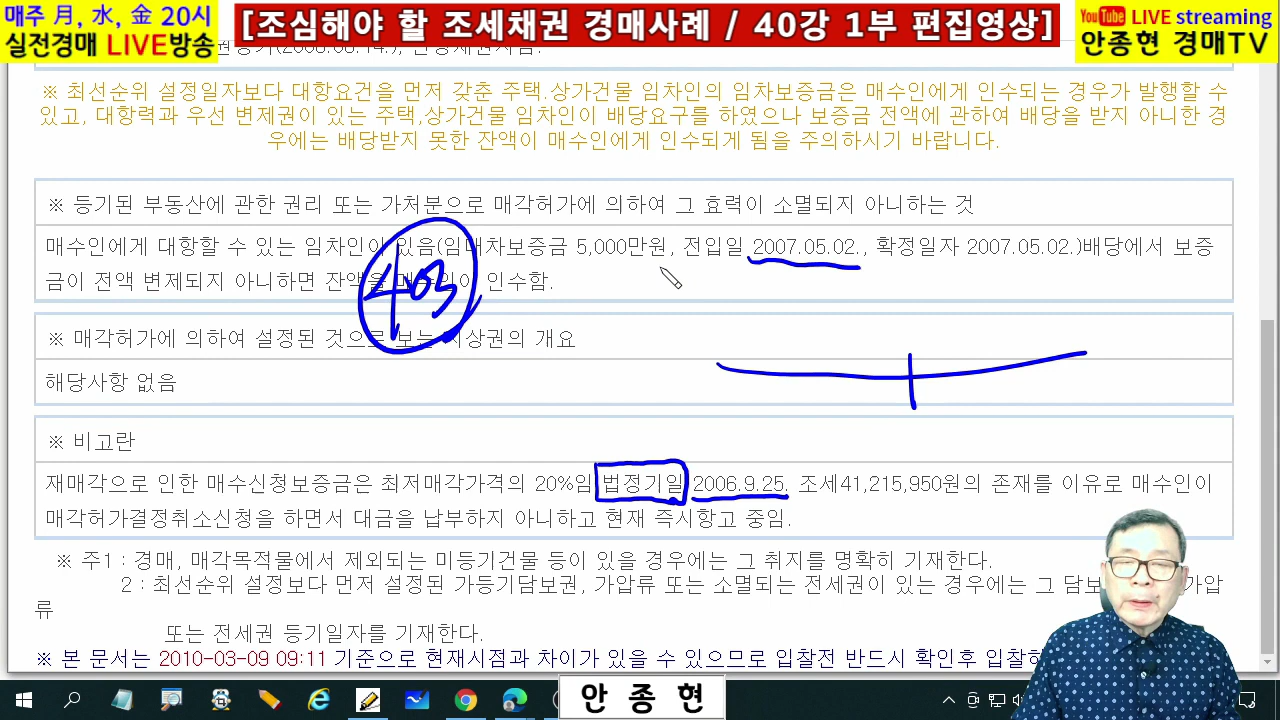 매주 月, 水, 金 20시
실전경매 LIVE방송
[조심해야 할 조세채권 경매사례 / 40강 1부 편집영상]
YouTube LIVE streaming
안종현 경매TV
※ 최선순위 설정일자보다 대항요건을 먼저 갖춘 주택.상가건물 임차인의 임차보증금은 매수인에게 인수되는 경우가 발행할 수
있고, 대항력과 우선 변제권이 있는 주택,상가건물 임차인이 배당요구를 하였으나 보증금 전액에 관하여 배당을 받지 아니한 경
우에는 배당받지 못한 잔액이 매수인에게 인수되게 됨을 주의하시기 바랍니다.
※ 등기된 부동산에 관한 권리 또는 가처분으로 매각허가에 의하여 그 효력이 소멸되지 아니하는 것
매수인에게 대항할 수 있는 임차인이 있음(임대차보증금 5,000만원, 전입일 2007.05.02., 확정일자 2007.05.02.)배당에서 보증
금이 전액 변제되지 아니하면 잔액을 매수인이 인수함.
403
※ 매각허가에 의하여 설정된 것으로 보는 지상권의 개요
해당사항 없음
※ 비고란
재매각으로 인한 매수신청보증금은 최저매각가격의 20%임 법정기일 2006.9.25. 조세41,215,950원의 존재를 이유로 매수인이
매각허가결정취소신청을 하면서 대금을 납부하지 아니하고 현재 즉시항고 중임.
※ 주1 : 경매, 매각목적물에서 제외되는 미등기건물 등이 있을 경우에는 그 취지를 명확히 기재한다.
2 : 최선순위 설정보다 먼저 설정된 가등기담보권, 가압류 또는 소멸되는 전세권이 있는 경우에는 그 담보 가압
류
또는 전세권 등기일자를 기재한다.
※ 본 문서는 2010-03-09 09:11 기준으로 현재시점과 차이가 있을 수 있으므로 입찰전 반드시 확인후 입찰하
안 종 현